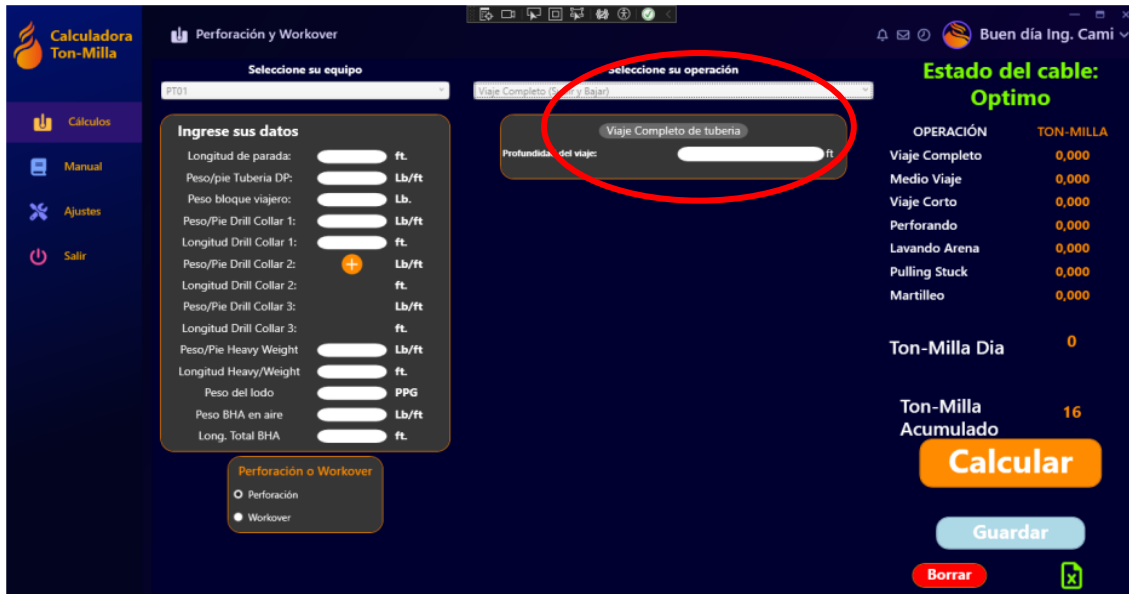 Calculadora
Ton-Milla
Perforación y Workover
Buen día Ing. Cami
Cálculos
Manual
Ajustes
Salir
Seleccione su equipo
PT01
Ingrese sus datos
Longitud de parada: ft.
Peso/pie Tuberia DP: Lb/ft
Peso bloque viajero: Lb.
Peso/Pie Drill Collar 1: Lb/ft
Longitud Drill Collar 1: ft.
Peso/Pie Drill Collar 2: + Lb/ft
Longitud Drill Collar 2: ft.
Peso/Pie Drill Collar 3: Lb/ft
Longitud Drill Collar 3: ft.
Peso/Pie Heavy Weight Lb/ft
Longitud Heavy/Weight ft.
Peso del lodo PPG
Peso BHA en aire Lb/ft
Long. Total BHA ft.
Perforación o Workover
Perforación
Workover
Seleccione su operación
Viaje Completo (Subir y Bajar)
Viaje Completo de tuberia
Profundidad del viaje: ft
Estado del cable:
Optimo
OPERACIÓN TON-MILLA
Viaje Completo 0,000
Medio Viaje 0,000
Viaje Corto 0,000
Perforando 0,000
Lavando Arena 0,000
Pulling Stuck 0,000
Martilleo 0,000
Ton-Milla Dia 0
Ton-Milla
Acumulado 16
Calcular
Guardar
Borrar